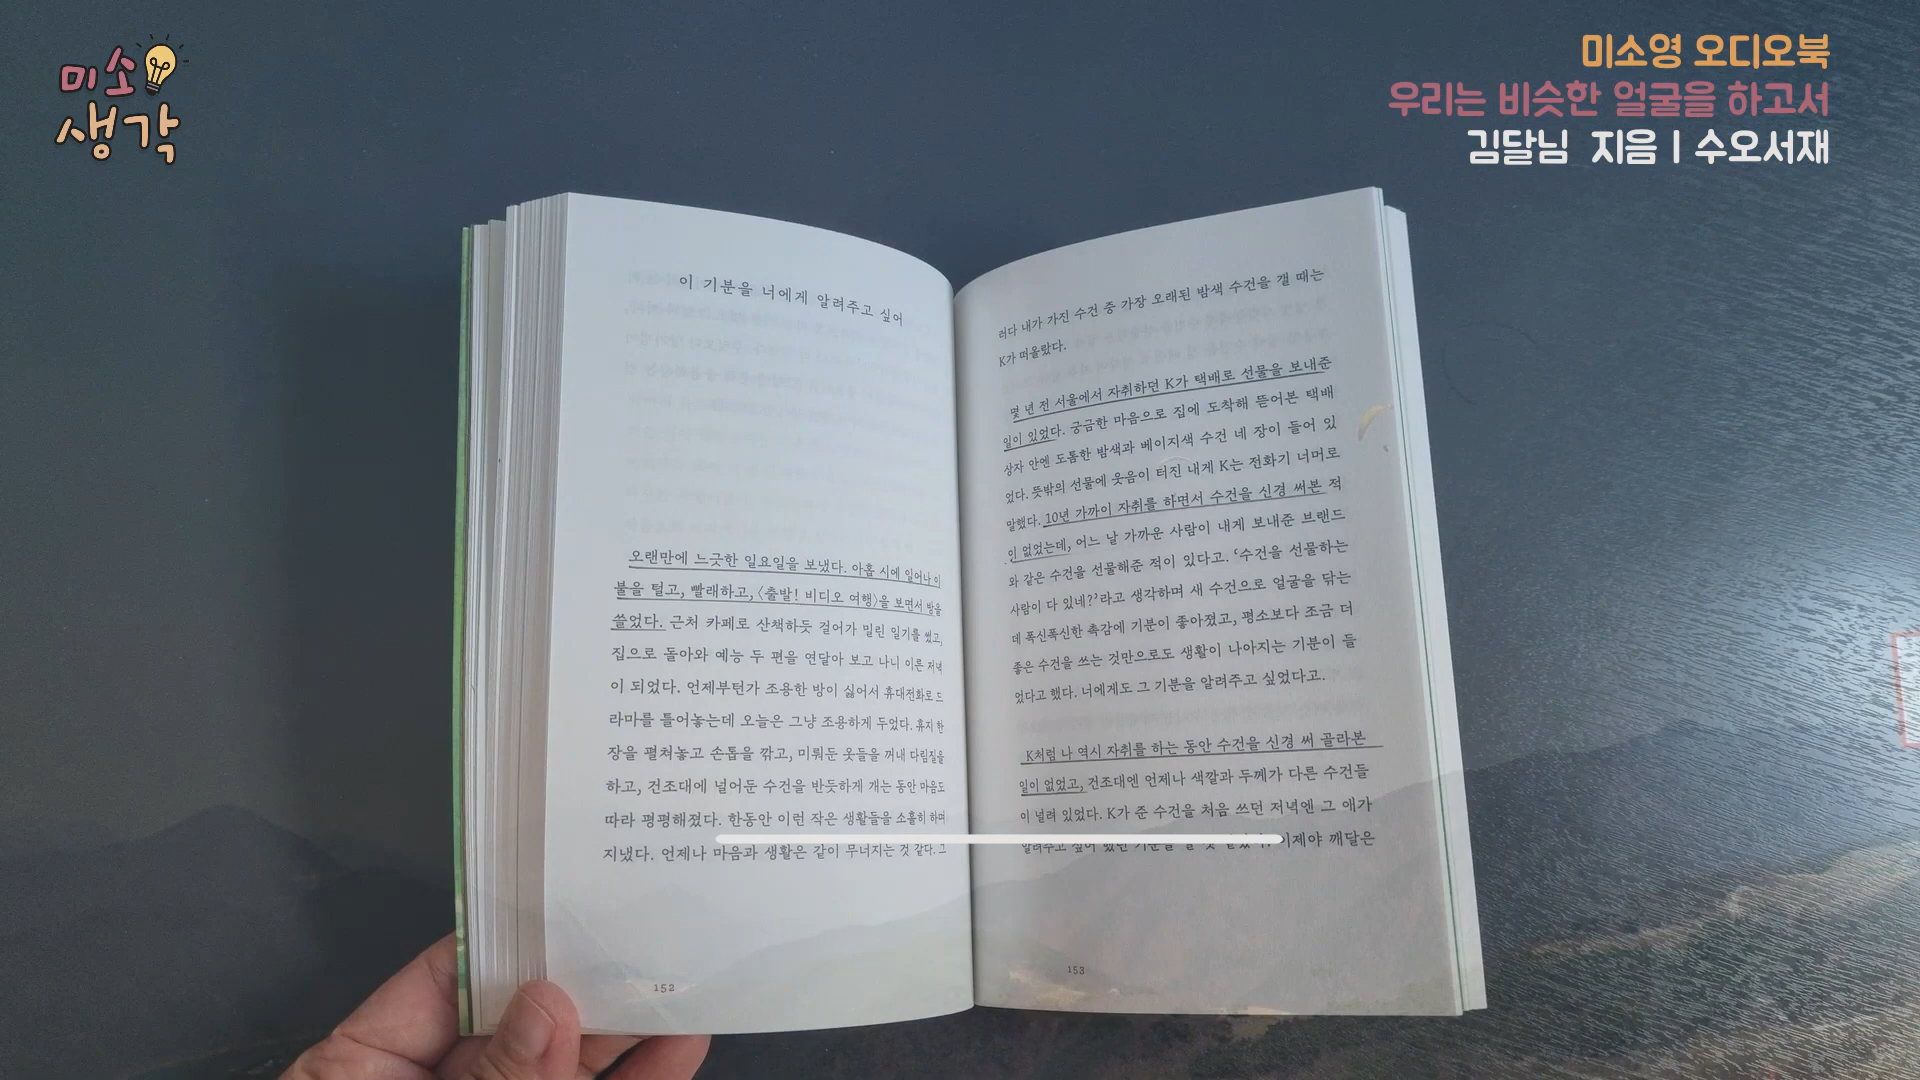 미소
생각
미소영 오디오북
우리는 비슷한 얼굴을 하고서
김달님 지음 | 수오서재
이 기분을 너에게 알려주고 싶어
오랜만에 느긋한 일요일을 보냈다. 아홉 시에 일어나 이
불을 털고, 빨래하고, 〈출발! 비디오 여행〉을 보면서 방을
쓸었다. 근처 카페로 산책하듯 걸어가 밀린 일기를 썼고,
집으로 돌아와 예능 두 편을 연달아 보고 나니 이른 저녁
이 되었다. 언제부턴가 조용한 방이 싫어서 휴대전화로 드
라마를 틀어놓는데 오늘은 그냥 조용하게 두었다. 휴지 한
장을 펼쳐놓고 손톱을 깎고, 미뤄둔 옷들을 꺼내 다림질을
하고, 건조대에 널어둔 수건을 반듯하게 개는 동안 마음도
따라 평평해졌다. 한동안 이런 작은 생활들을 소홀히 하며
지냈다. 언제나 마음과 생활은 같이 무너지는 것 같다. 그
152
러다 내가 가진 수건 중 가장 오래된 밤색 수건을 갤 때는
K가 떠올랐다.
몇 년 전 서울에서 자취하던 K가 택배로 선물을 보내준
일이 있었다. 궁금한 마음으로 집에 도착해 뜯어본 택배
상자 안엔 도톰한 밤색과 베이지색 수건 네 장이 들어 있
었다. 뜻밖의 선물에 웃음이 터진 내게 K는 전화기 너머로
말했다. 10년 가까이 자취를 하면서 수건을 신경 써본 적
이 없었는데, 어느 날 가까운 사람이 내게 보내준 브랜드
와 같은 수건을 선물해준 적이 있다고. ‘수건을 선물하는
사람이 다 있네?’라고 생각하며 새 수건으로 얼굴을 닦는
데 폭신폭신한 촉감에 기분이 좋아졌고, 평소보다 조금 더
좋은 수건을 쓰는 것만으로도 생활이 나아지는 기분이 들
었다고 했다. 너에게도 그 기분을 알려주고 싶었다고.
K처럼 나 역시 자취를 하는 동안 수건을 신경 써 골라본
일이 없었고, 건조대엔 언제나 색깔과 두께가 다른 수건들
이 널려 있었다. K가 준 수건을 처음 쓰던 저녁엔 그 애가
알려주고 싶어 했던 기분을 알 것 같았다. 이제야 깨달은
153